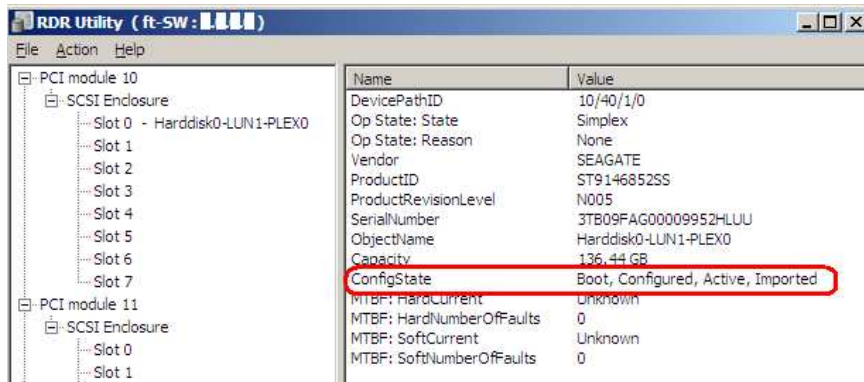 RDR Utility ( ft-SW : )
File Action Help
PCI module 10
SCSI Enclosure
Slot 0 - Harddisk0-LUN1-PLEX0
Slot 1
Slot 2
Slot 3
Slot 4
Slot 5
Slot 6
Slot 7
PCI module 11
SCSI Enclosure
Slot 0
Slot 1
Name Value
DevicePathID 10/40/1/0
Op State: State Simplex
Op State: Reason None
Vendor SEAGATE
ProductID ST9146852SS
ProductRevisionLevel N005
SerialNumber 3TB09FAG00009952HLUU
ObjectName Harddisk0-LUN1-PLEX0
Capacity 136.44 GB
ConfigState Boot, Configured, Active, Imported
MTBF: HardCurrent Unknown
MTBF: HardNumberOfFaults 0
MTBF: SoftCurrent Unknown
MTBF: SoftNumberOfFaults 0